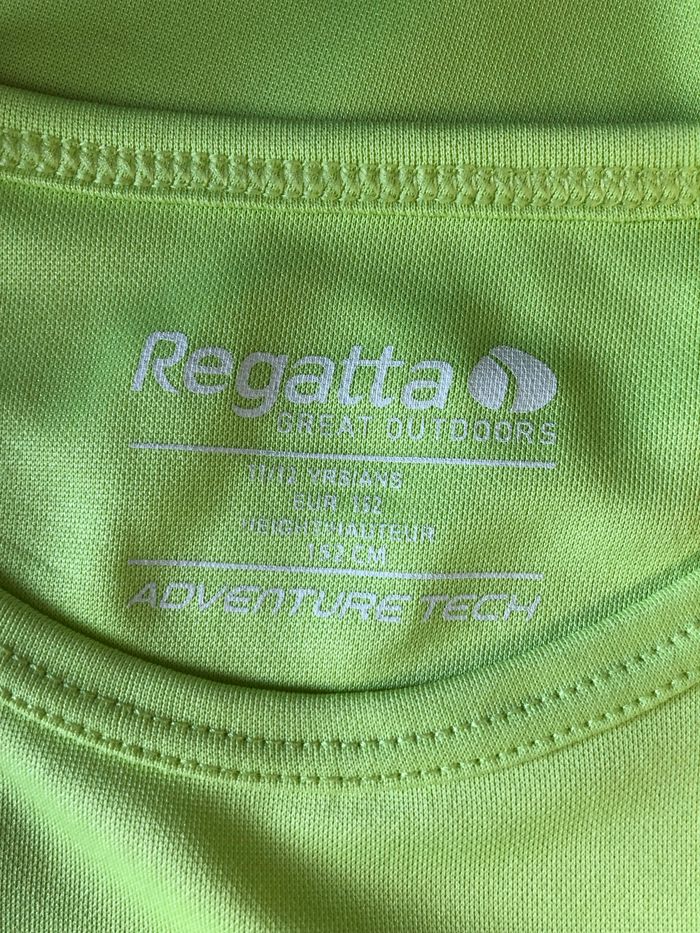 Regatta
GREAT OUTDOORS
11/12 YRS/ANS
EUR 152
HEIGHT/HAUTEUR
152 CM
ADVENTURE TECH